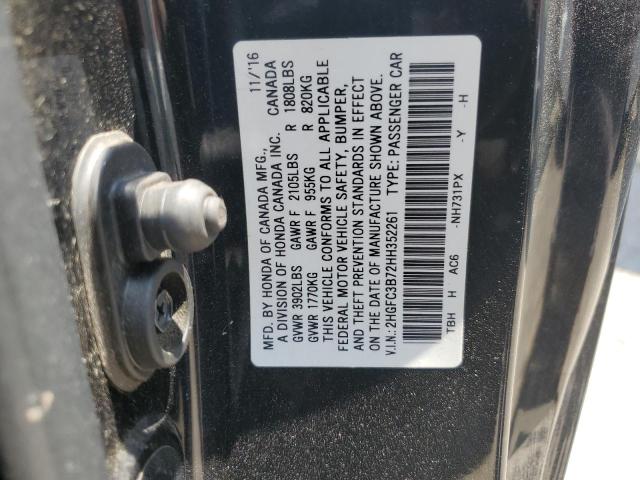 MFD. BY HONDA OF CANADA MFG., 11/'16
A DIVISION OF HONDA CANADA INC. CANADA
GVWR 3902LBS GAWR F 2105LBS R 1808LBS
GVWR 1770KG GAWR F 955KG R 820KG
THIS VEHICLE CONFORMS TO ALL APPLICABLE
FEDERAL MOTOR VEHICLE SAFETY, BUMPER,
AND THEFT PREVENTION STANDARDS IN EFFECT
ON THE DATE OF MANUFACTURE SHOWN ABOVE.
V.I.N.: 2HGFC3B72HH352261 TYPE: PASSENGER CAR
TBH H AC6 -NH731PX -Y -H